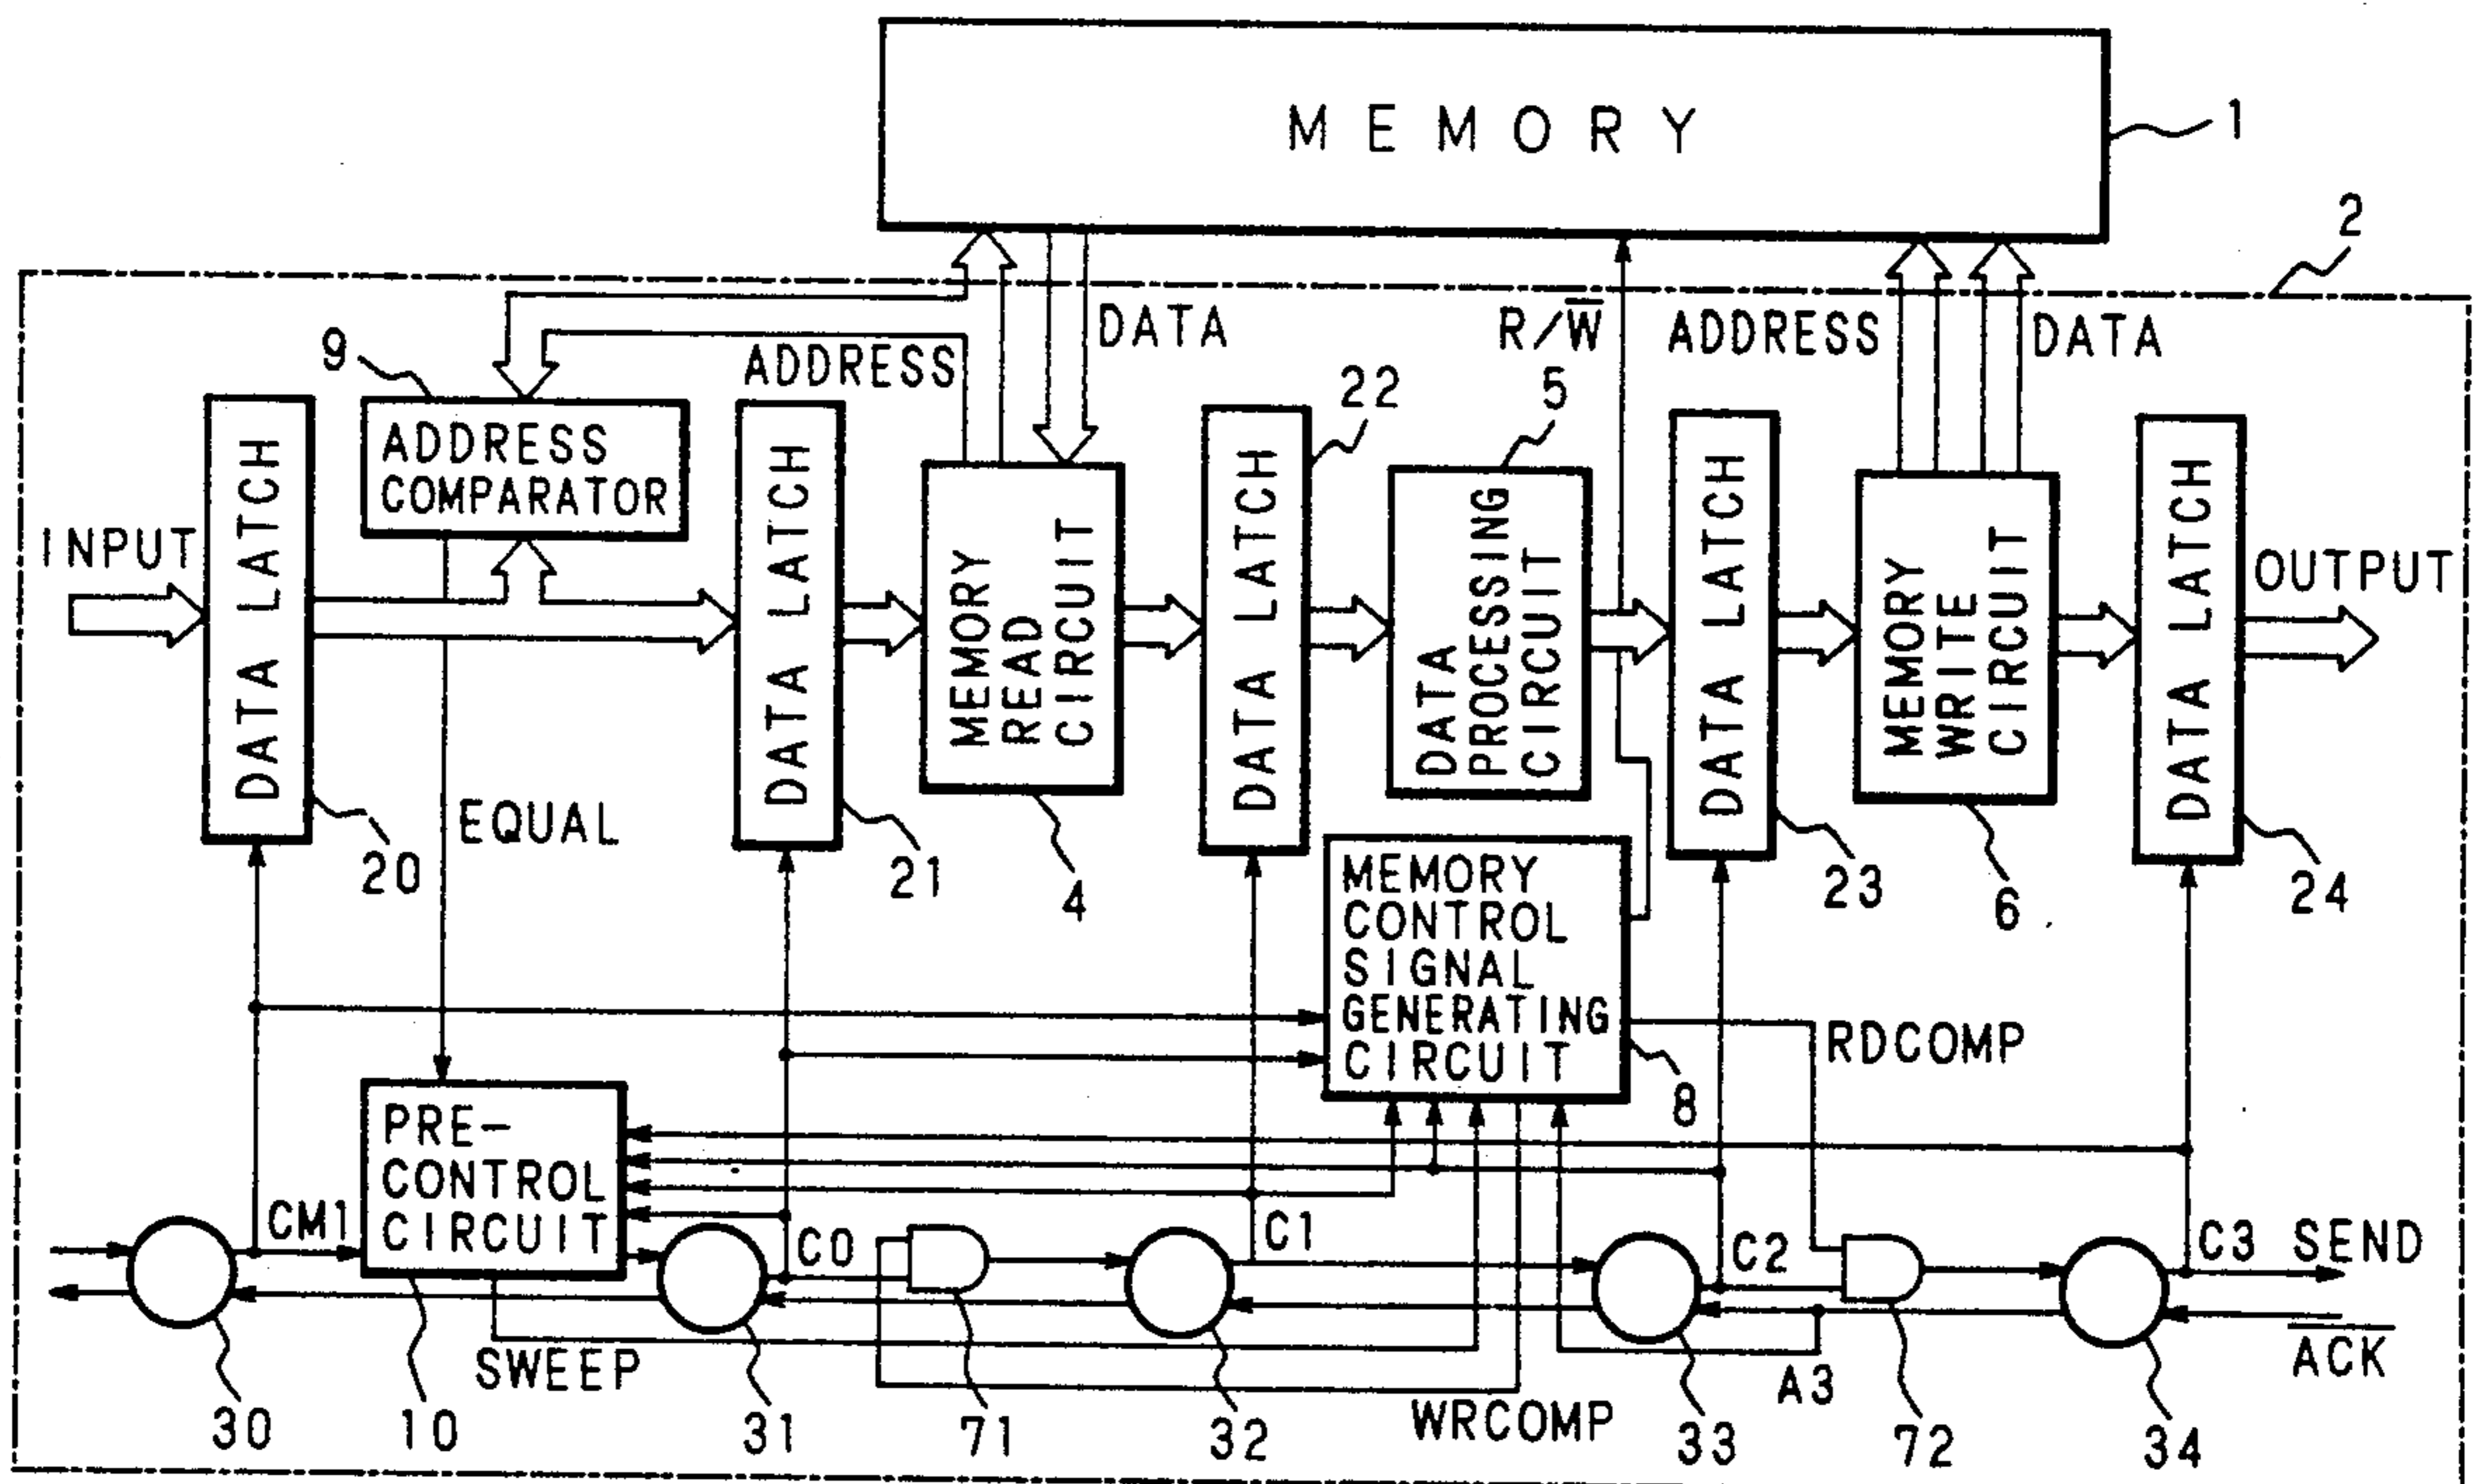 MEMORY
1
2
DATA
R/W̅
ADDRESS
DATA
9
ADDRESS
22
5
ADDRESS
COMPARATOR
INPUT
DATA LATCH
DATA LATCH
MEMORY
READ
CIRCUIT
DATA LATCH
DATA
PROCESSING
CIRCUIT
DATA LATCH
MEMORY
WRITE
CIRCUIT
DATA LATCH
OUTPUT
EQUAL
20
21
4
MEMORY
CONTROL
SIGNAL
GENERATING
CIRCUIT
23
6
24
RDCOMP
8
PRE-
CONTROL
CIRCUIT
CM1
C0
C1
C2
C3
SEND
SWEEP
A3
A̅C̅K̅
WRCOMP
30
10
31
71
32
33
72
34